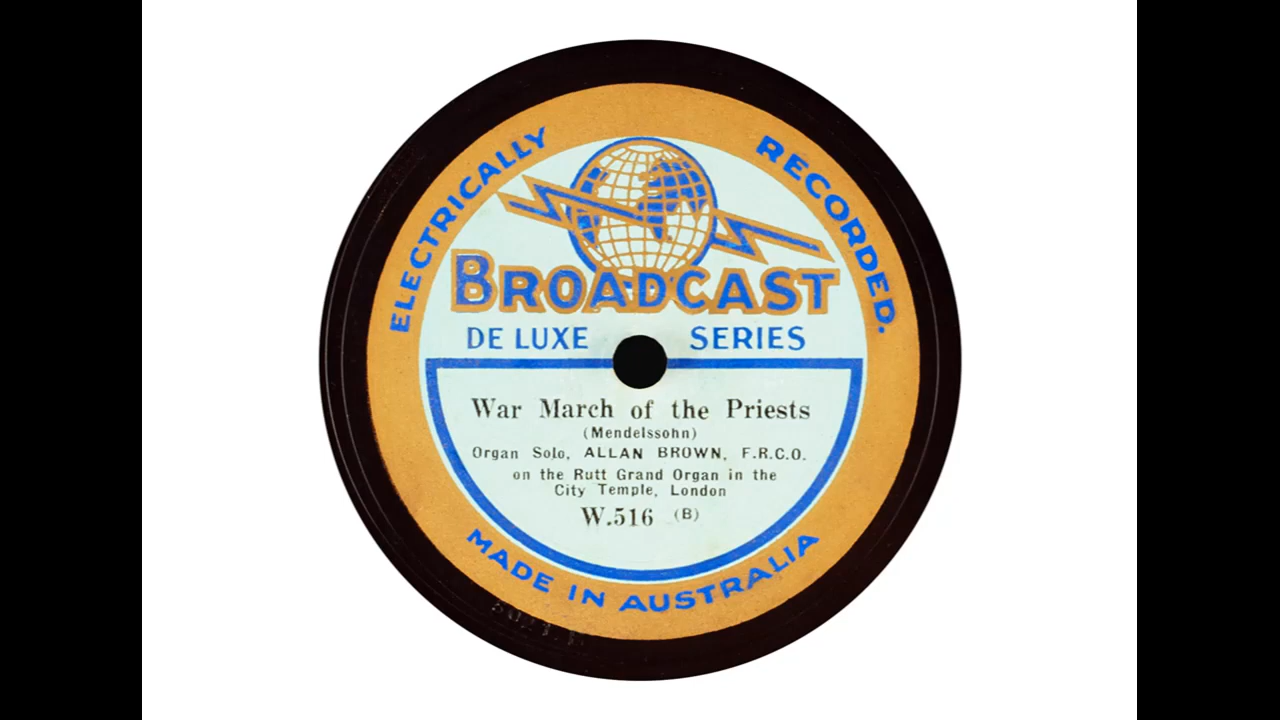 ELECTRICALLY RECORDED.
BROADCAST
DE LUXE SERIES
War March of the Priests
(Mendelssohn)
Organ Solo, ALLAN BROWN, F.R.C.O.
on the Rutt Grand Organ in the
City Temple, London
W.516 (B)
MADE IN AUSTRALIA